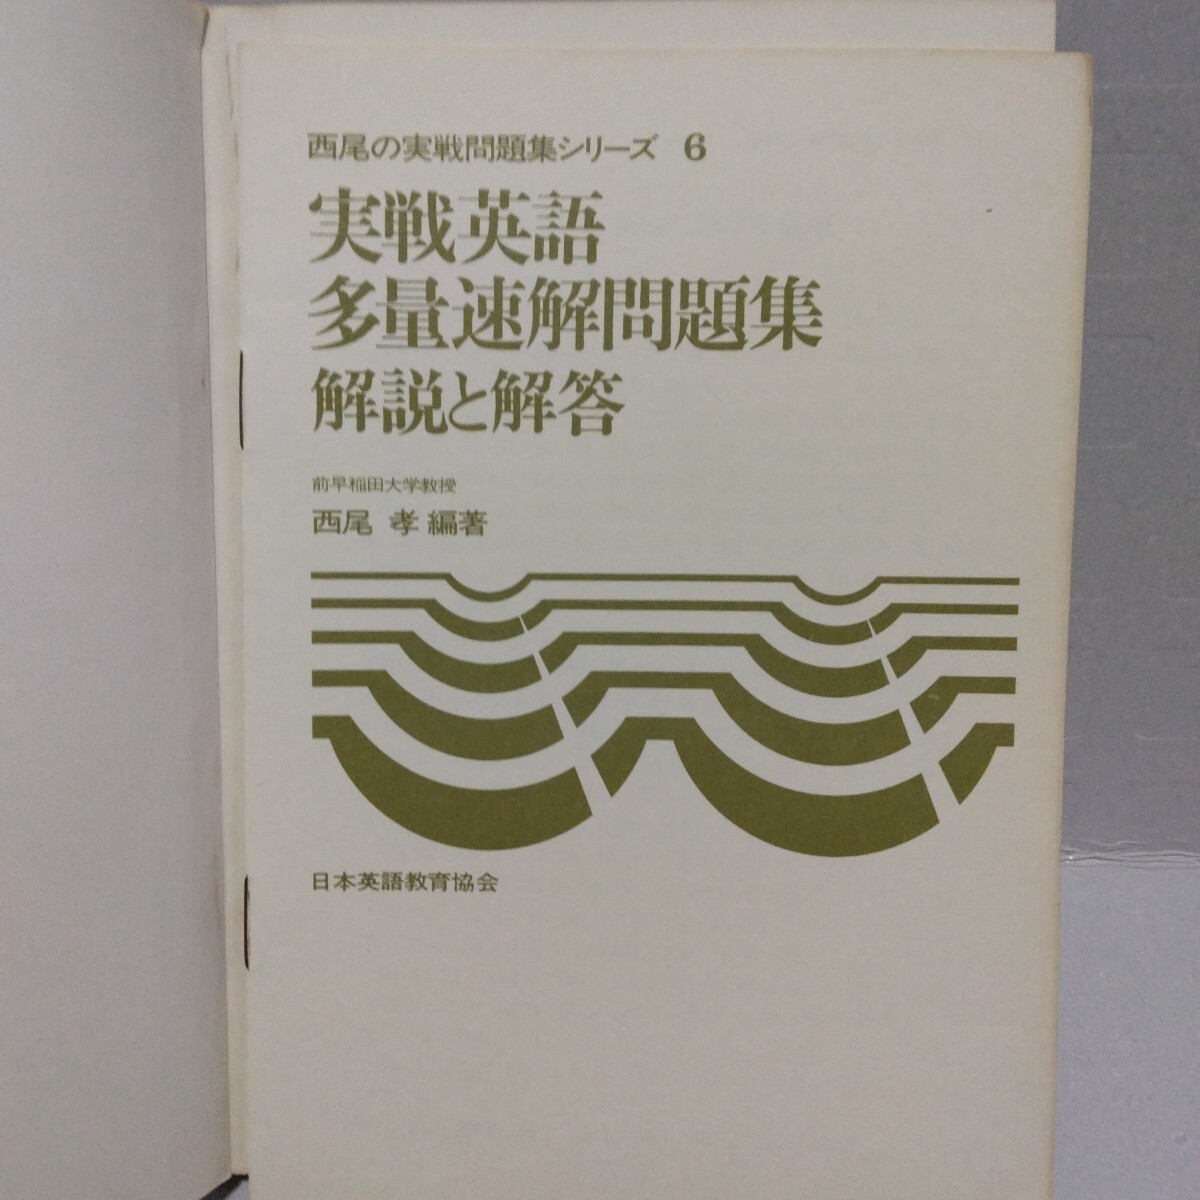 西尾の実戦問題集シリーズ 6
実戦英語
多量速解問題集
解説と解答
前早稲田大学教授
西尾 孝 編著
日本英語教育協会